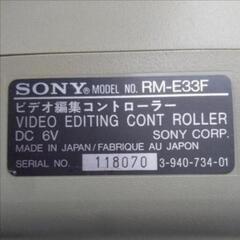 SONY MODEL NO. RM-E33F
ビデオ編集コントローラー
VIDEO EDITING CONT ROLLER
DC 6V SONY CORP.
MADE IN JAPAN/FABRIQUE AU JAPON
SERIAL NO. 118070 3-940-734-01